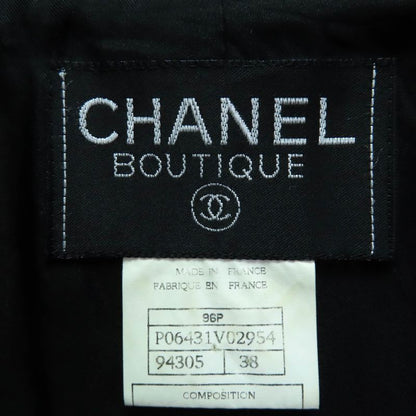 CHANEL
BOUTIQUE
MADE IN FRANCE
FABRIQUE EN FRANCE
96P
P06431V02954
94305 38
COMPOSITION